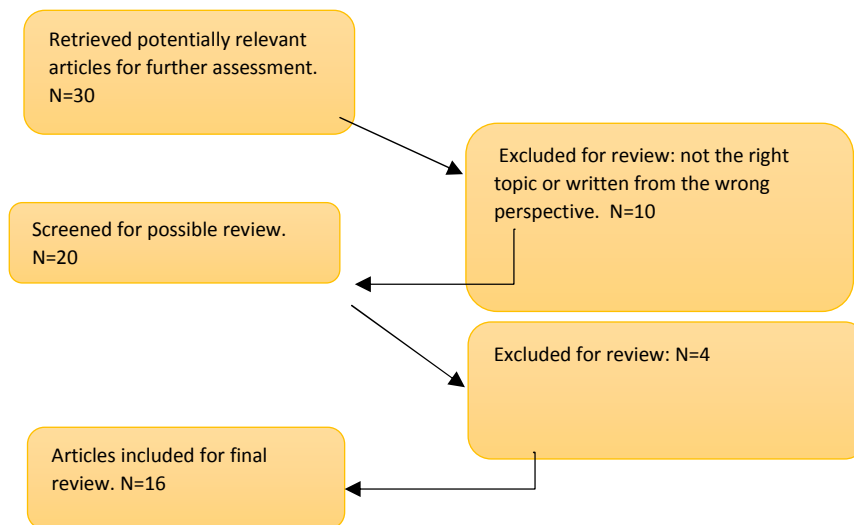 Retrieved potentially relevant
articles for further assessment.
N=30
Excluded for review: not the right
topic or written from the wrong
perspective.  N=10
Screened for possible review.
N=20
Excluded for review: N=4
Articles included for final
review. N=16